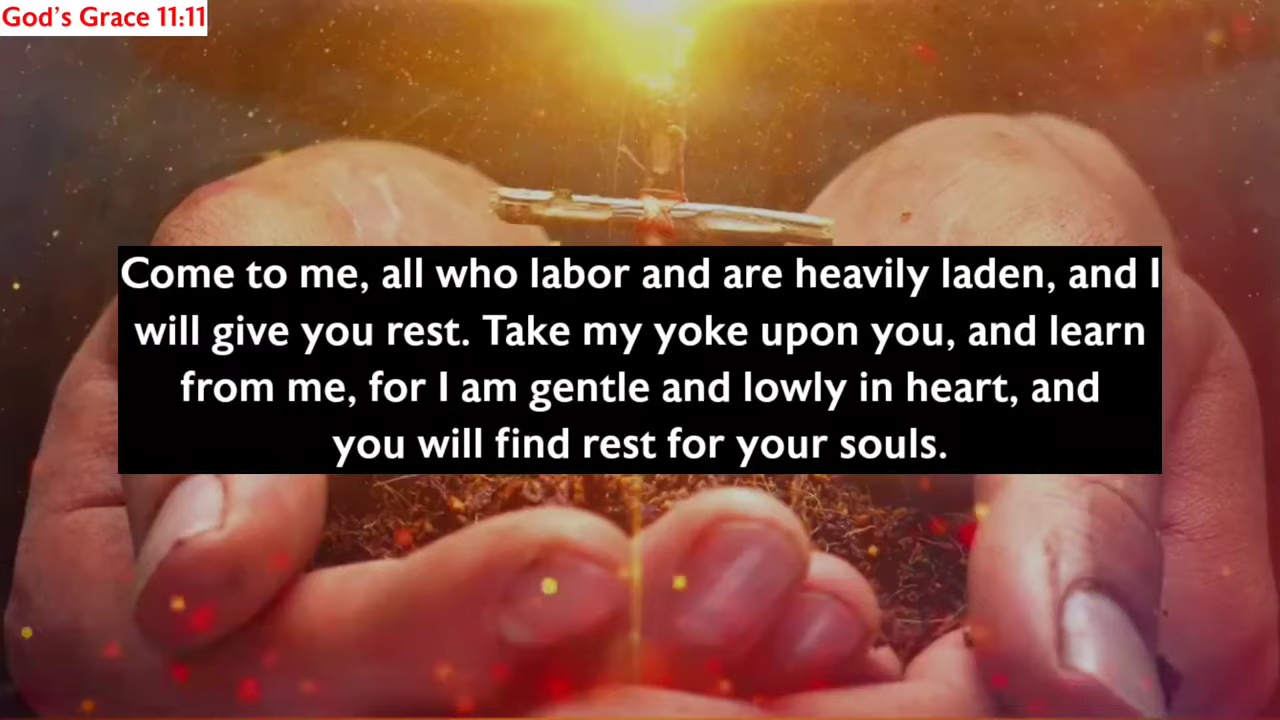 God's Grace 11:11
Come to me, all who labor and are heavily laden, and I
will give you rest. Take my yoke upon you, and learn
from me, for I am gentle and lowly in heart, and
you will find rest for your souls.